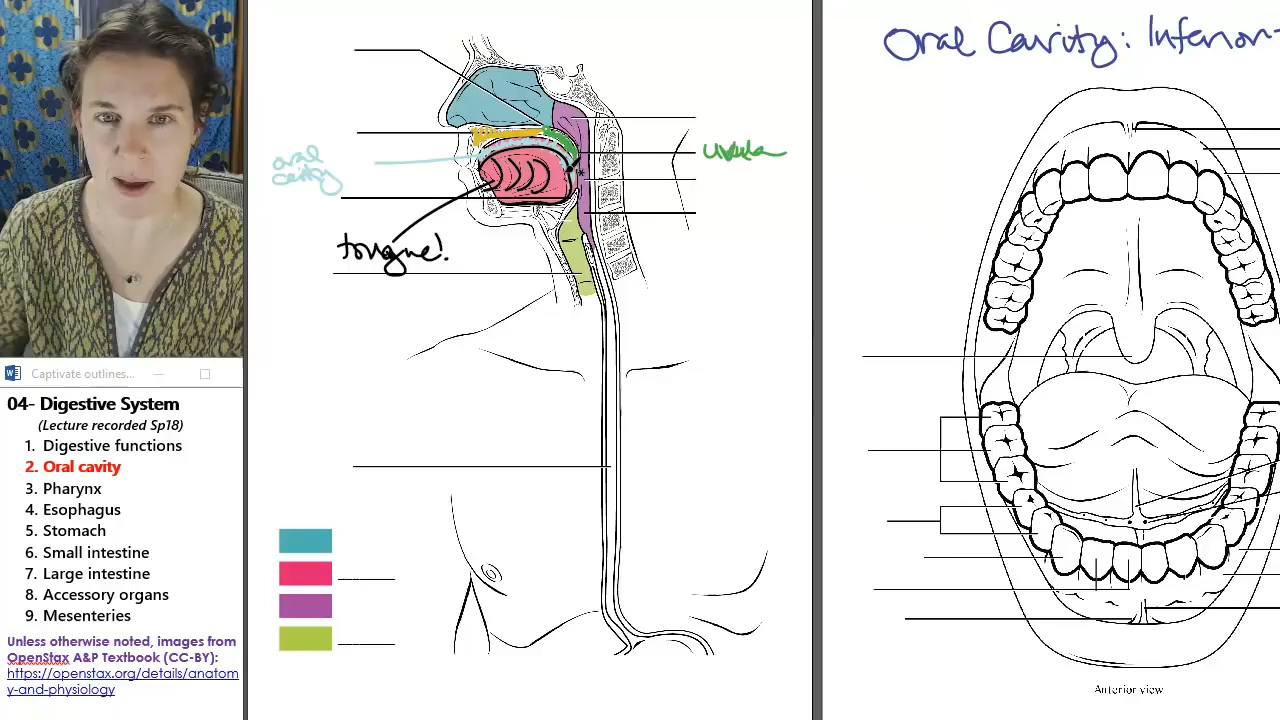 Captivate outlines...
04- Digestive System
(Lecture recorded Sp18)
1. Digestive functions
2. Oral cavity
3. Pharynx
4. Esophagus
5. Stomach
6. Small intestine
7. Large intestine
8. Accessory organs
9. Mesenteries
Unless otherwise noted, images from
OpenStax A&P Textbook (CC-BY):
https://openstax.org/details/anatom
y-and-physiology
oral
cavity
tongue!
uvula
Oral Cavity: Inferior-
Anterior view